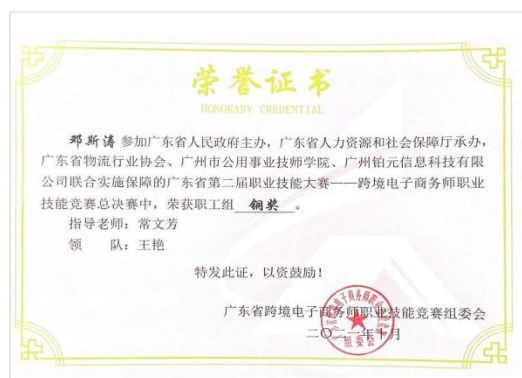 荣誉证书
HONORARY CREDENTIAL
邓斯涛 参加广东省人民政府主办，广东省人力资源和社会保障厅承办，
广东省物流行业协会、广州市公用事业技师学院、广州铂元信息科技有限
公司联合实施保障的广东省第二届职业技能大赛——跨境电子商务师职业
技能竞赛总决赛中，荣获职工组 铜奖 。
指导老师：常文芳
领 队：王艳
特发此证，以资鼓励！
广东省跨境电子商务师职业技能竞赛组委会
二〇二一年十月
组委会